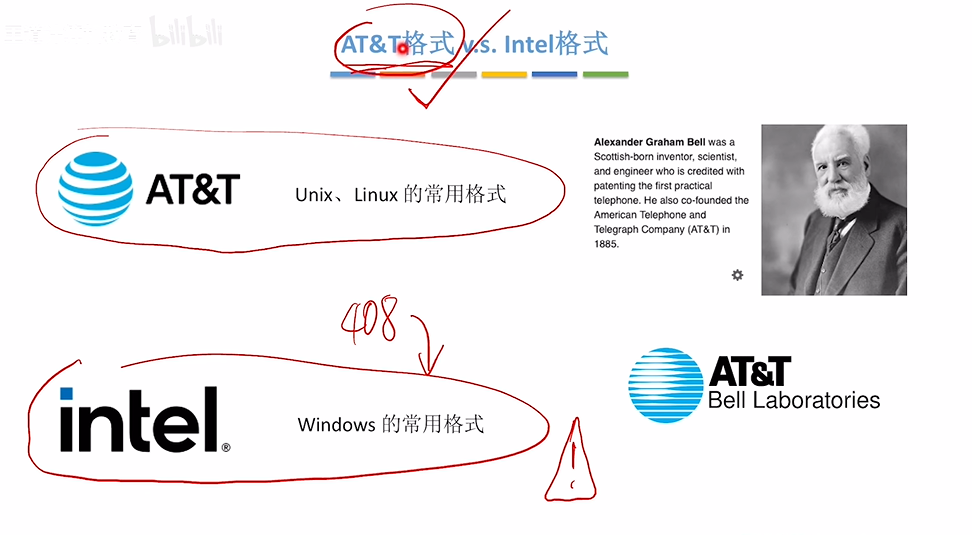 bilibili
AT&T格式 v.s. Intel格式
AT&T
Unix、Linux 的常用格式
Alexander Graham Bell was a
Scottish-born inventor, scientist,
and engineer who is credited with
patenting the first practical
telephone. He also co-founded the
American Telephone and
Telegraph Company (AT&T) in
1885.
408
intel®
Windows 的常用格式
AT&T
Bell Laboratories